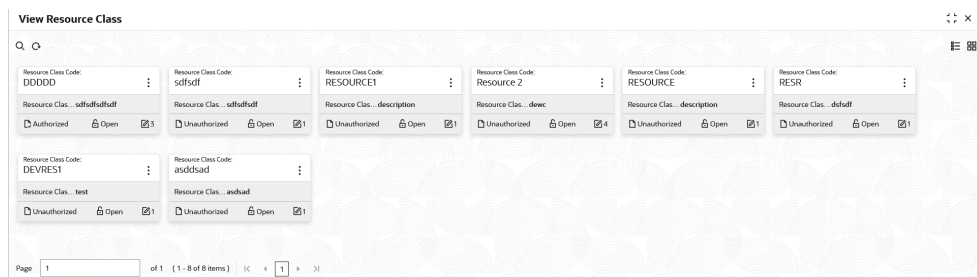 View Resource Class
Resource Class Code: Resource Class Code: Resource Class Code: Resource Class Code: Resource Class Code: Resource Class Code:
DDDDD sdfsdf RESOURCE1 Resource 2 RESOURCE RESR
Resource Clas... sdfsdfsdfsdf Resource Clas... sdfsdfsdf Resource Clas... description Resource Clas... dewc Resource Clas... description Resource Clas... dsfsdf
Authorized Open 3 Unauthorized Open 1 Unauthorized Open 1 Unauthorized Open 4 Unauthorized Open 1 Unauthorized Open 1
Resource Class Code: Resource Class Code:
DEVRES1 asddsad
Resource Clas... test Resource Clas... asdsad
Unauthorized Open 1 Unauthorized Open 1
Page 1 of 1 (1 - 8 of 8 items) 1